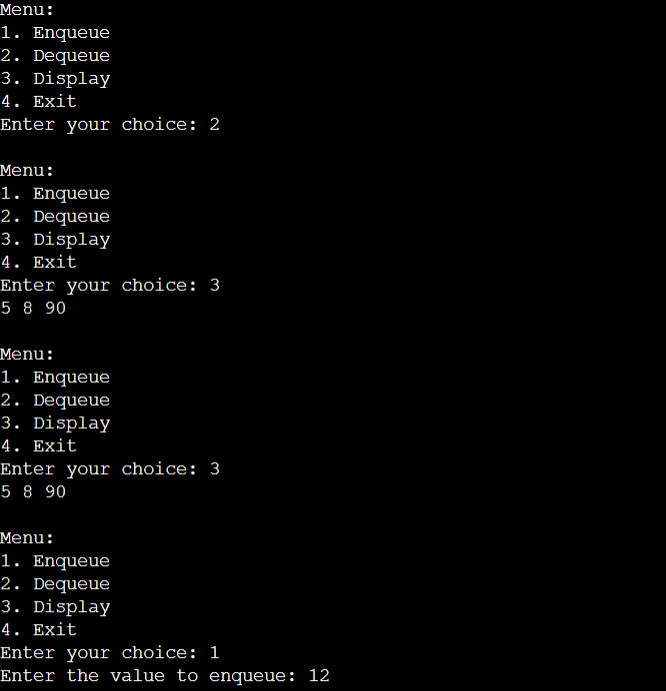 Menu:
1. Enqueue
2. Dequeue
3. Display
4. Exit
Enter your choice: 2

Menu:
1. Enqueue
2. Dequeue
3. Display
4. Exit
Enter your choice: 3
5 8 90

Menu:
1. Enqueue
2. Dequeue
3. Display
4. Exit
Enter your choice: 3
5 8 90

Menu:
1. Enqueue
2. Dequeue
3. Display
4. Exit
Enter your choice: 1
Enter the value to enqueue: 12